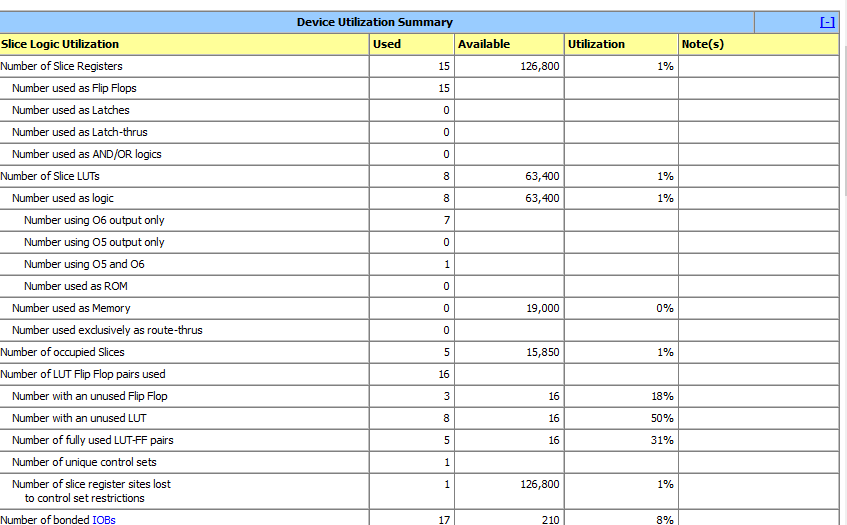 Device Utilization Summary [-]
Slice Logic Utilization Used Available Utilization Note(s)
Number of Slice Registers 15 126,800 1%
Number used as Flip Flops 15
Number used as Latches 0
Number used as Latch-thrus 0
Number used as AND/OR logics 0
Number of Slice LUTs 8 63,400 1%
Number used as logic 8 63,400 1%
Number using O6 output only 7
Number using O5 output only 0
Number using O5 and O6 1
Number used as ROM 0
Number used as Memory 0 19,000 0%
Number used exclusively as route-thrus 0
Number of occupied Slices 5 15,850 1%
Number of LUT Flip Flop pairs used 16
Number with an unused Flip Flop 3 16 18%
Number with an unused LUT 8 16 50%
Number of fully used LUT-FF pairs 5 16 31%
Number of unique control sets 1
Number of slice register sites lost 1 126,800 1%
to control set restrictions
Number of bonded IOBs 17 210 8%